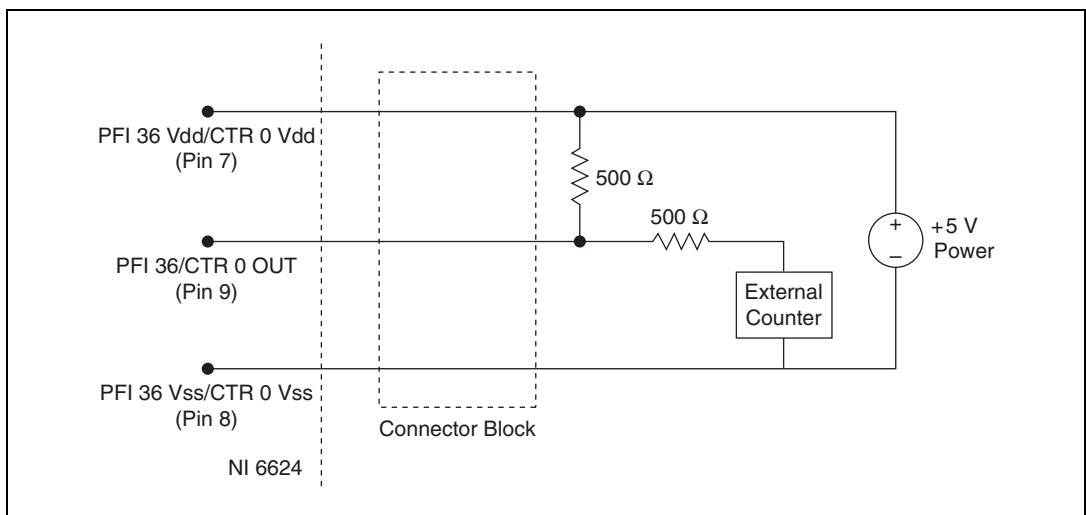 PFI 36 Vdd/CTR 0 Vdd
(Pin 7)
500 Ω
500 Ω
+
–
+5 V
Power
PFI 36/CTR 0 OUT
(Pin 9)
External
Counter
PFI 36 Vss/CTR 0 Vss
(Pin 8)
Connector Block
NI 6624